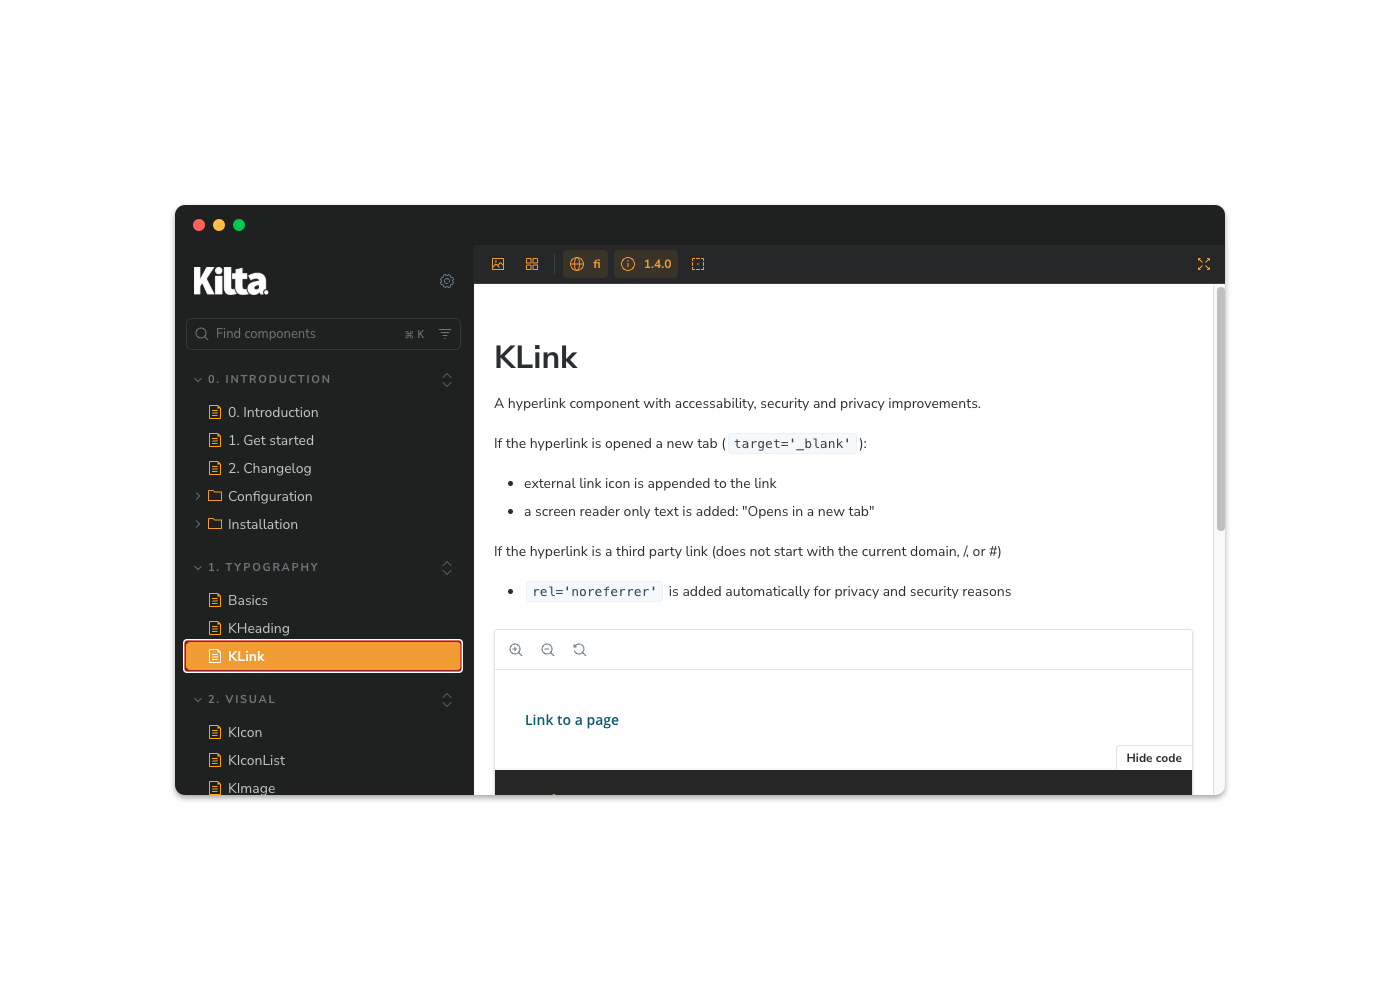 Kilta.
Find components
⌘ K
0. INTRODUCTION
0. Introduction
1. Get started
2. Changelog
Configuration
Installation
1. TYPOGRAPHY
Basics
KHeading
KLink
2. VISUAL
KIcon
KIconList
KImage
fi
1.4.0
KLink
A hyperlink component with accessability, security and privacy improvements.
If the hyperlink is opened a new tab ( target='_blank' ):
external link icon is appended to the link
a screen reader only text is added: "Opens in a new tab"
If the hyperlink is a third party link (does not start with the current domain, /, or #)
rel='noreferrer' is added automatically for privacy and security reasons
Link to a page
Hide code